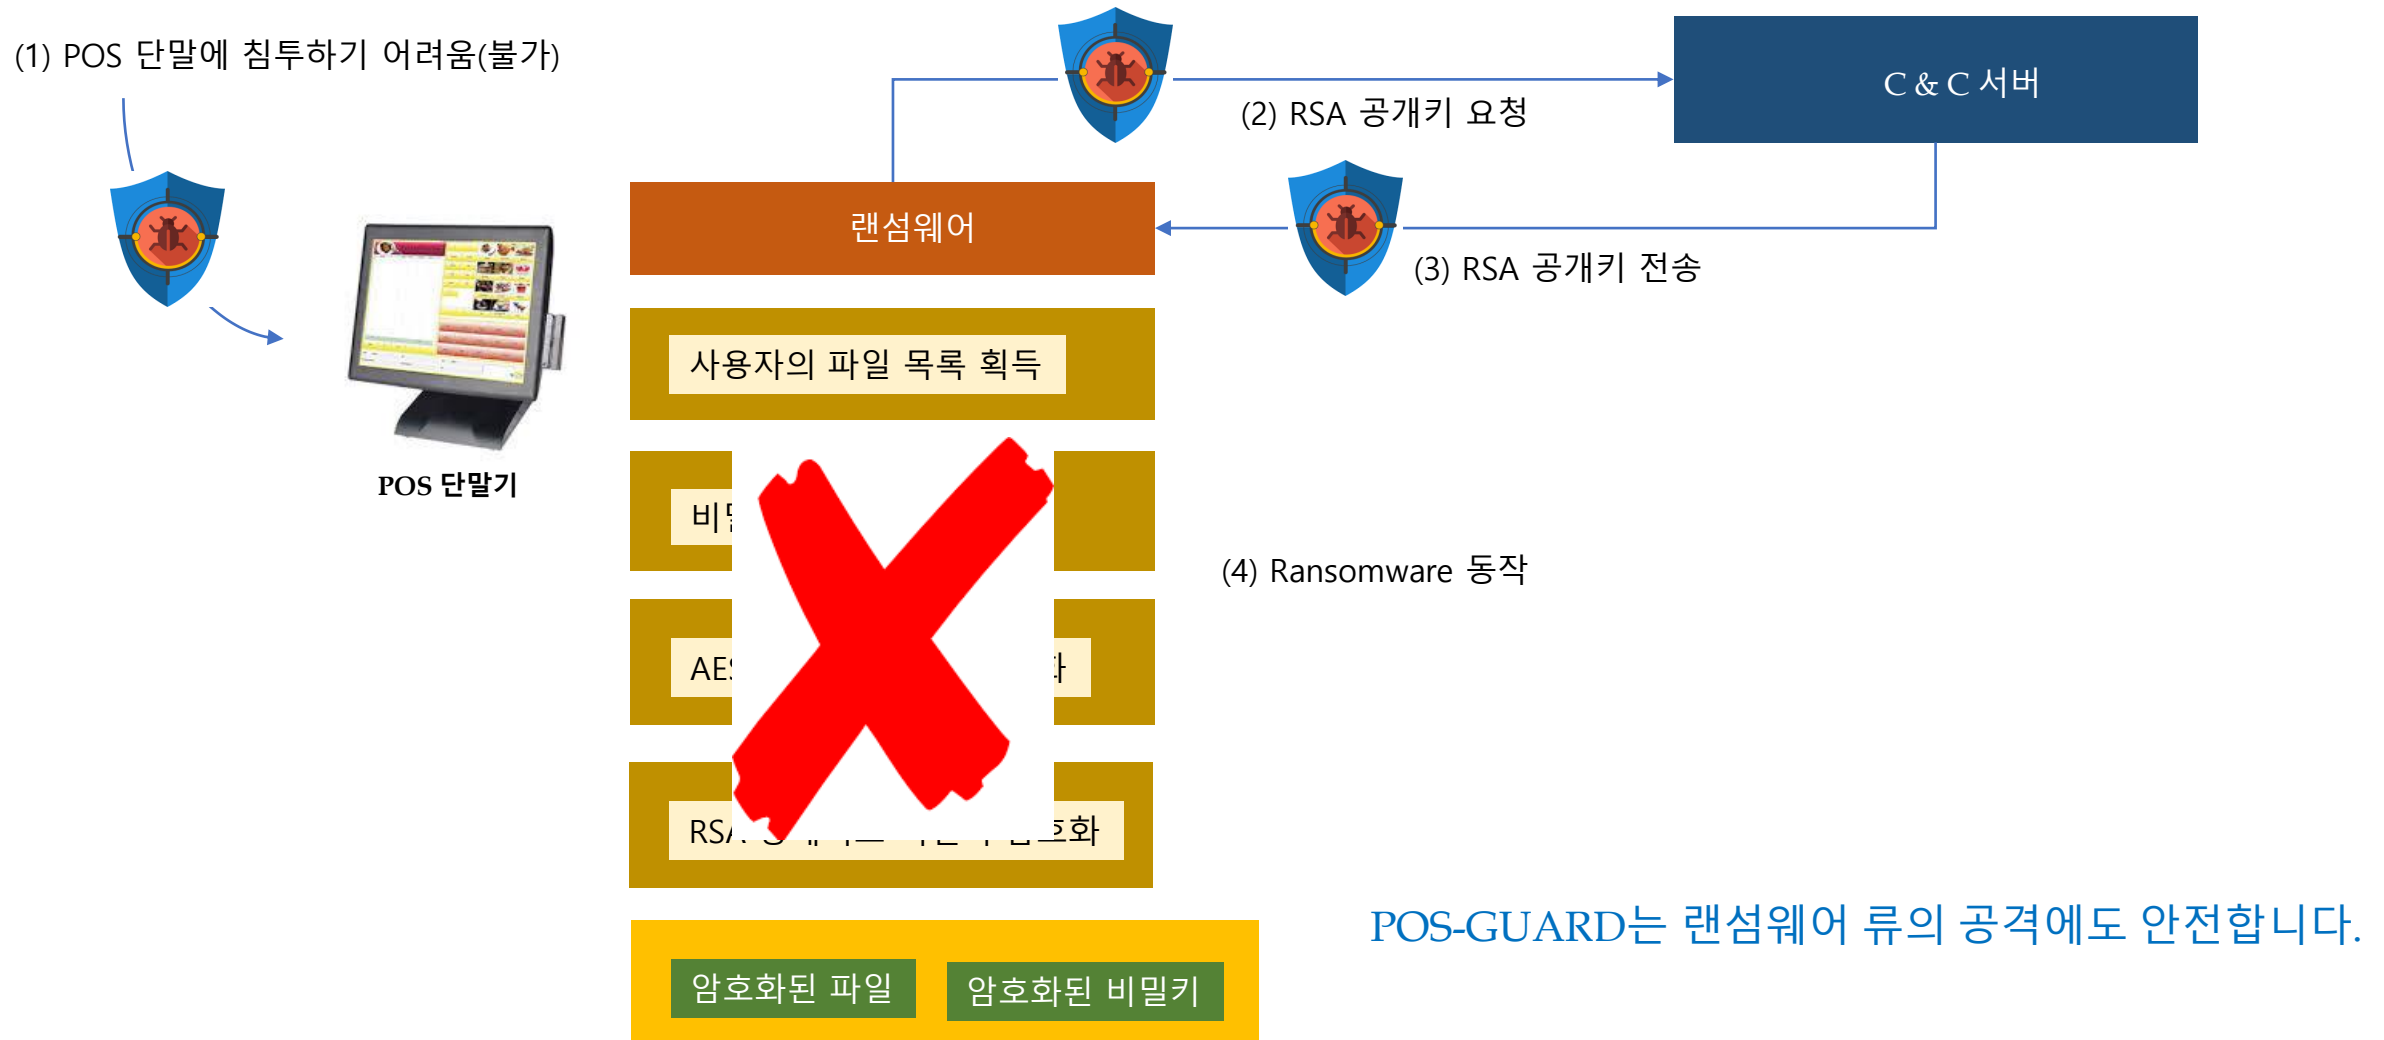 (1) POS 단말에 침투하기 어려움(불가)
C & C 서버
(2) RSA 공개키 요청
랜섬웨어
(3) RSA 공개키 전송
사용자의 파일 목록 획득
POS 단말기
(4) Ransomware 동작
RSA
암호화
POS-GUARD는 랜섬웨어 류의 공격에도 안전합니다.
암호화된 파일
암호화된 비밀키